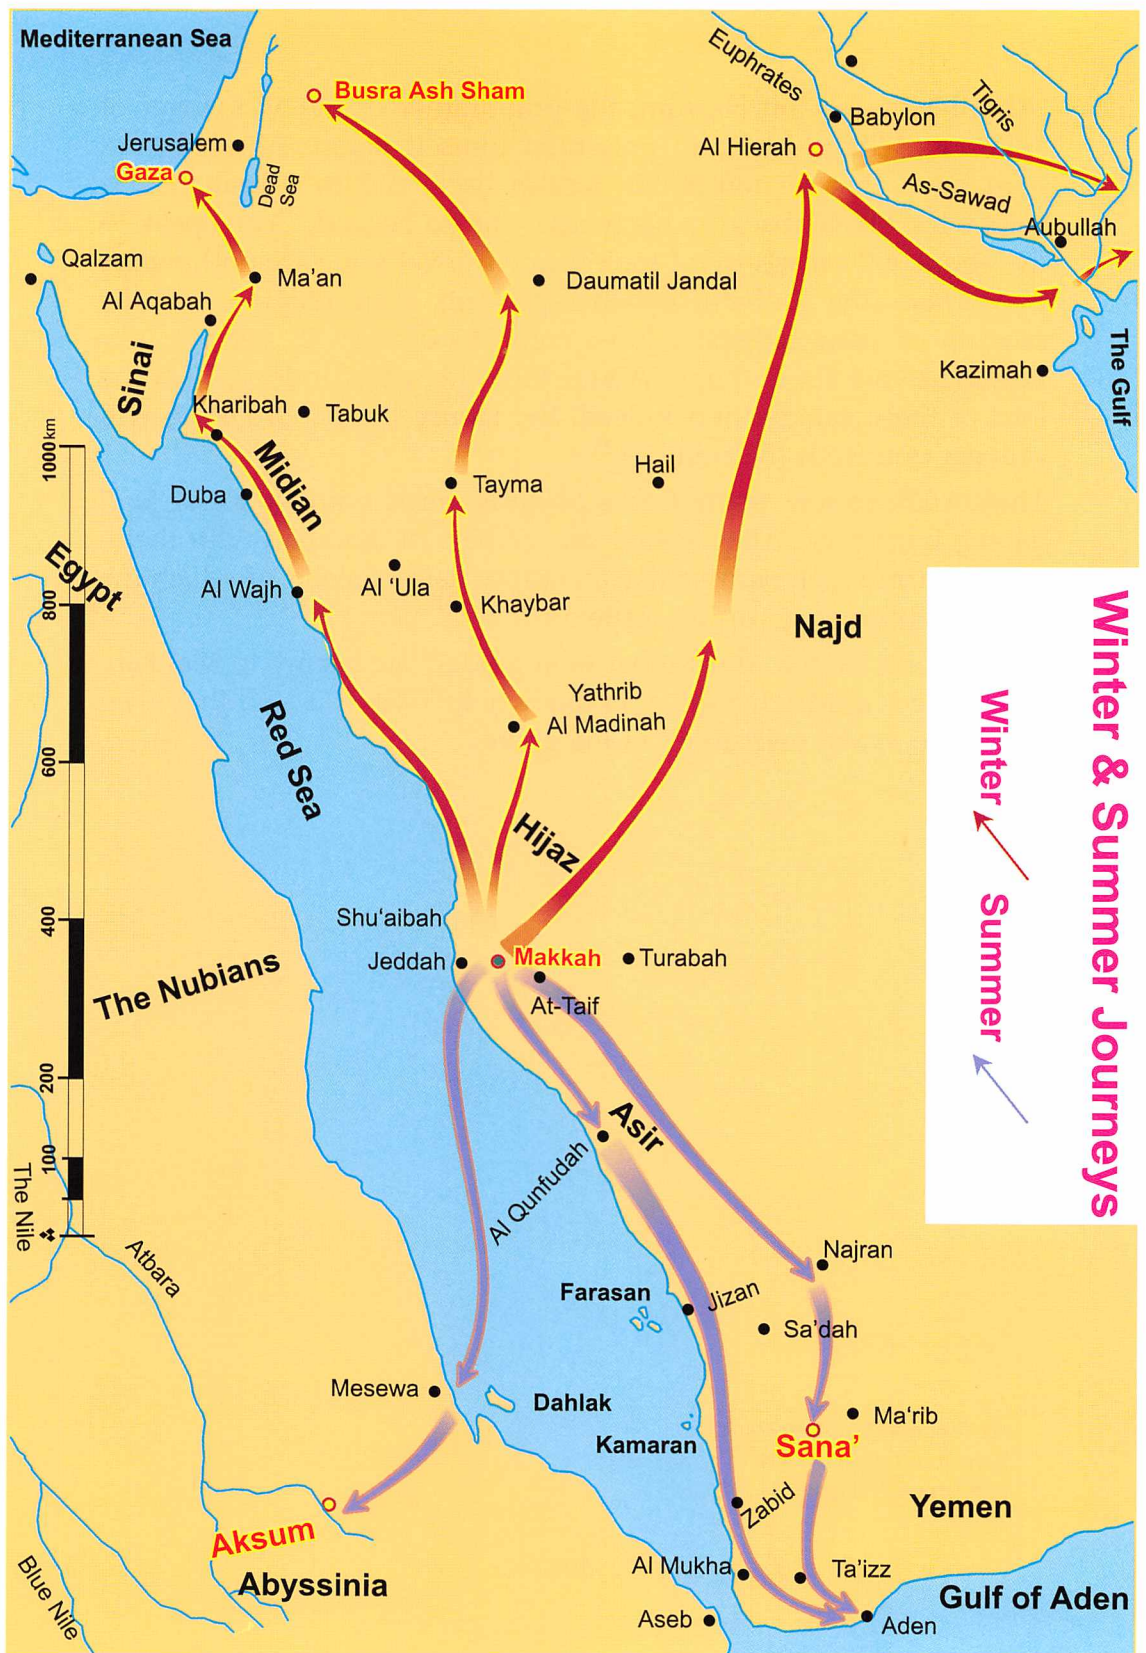 Mediterranean Sea
Busra Ash Sham
Euphrates
Tigris
Babylon
Jerusalem
Al Hierah
Gaza
Dead
Sea
As-Sawad
Aubullah
Qalzam
Ma'an
Daumatil Jandal
Al Aqabah
The Gulf
Sinai
Kazimah
Kharibah
Tabuk
1000km
Midian
Hail
Tayma
Duba
Egypt
Al Wajh
Al 'Ula
Khaybar
800
Najd
Winter & Summer Journeys
Winter
Summer
Yathrib
Al Madinah
Red Sea
600
Hijaz
400
Shu'aibah
Jeddah
Makkah
Turabah
The Nubians
At-Taif
200
Asir
100
The Nile
Al Qunfudah
Atbara
Najran
Farasan
Jizan
Sa'dah
Mesewa
Dahlak
Ma'rib
Kamaran
Sana'
Zabid
Yemen
Aksum
Al Mukha
Ta'izz
Abyssinia
Blue Nile
Gulf of Aden
Aseb
Aden